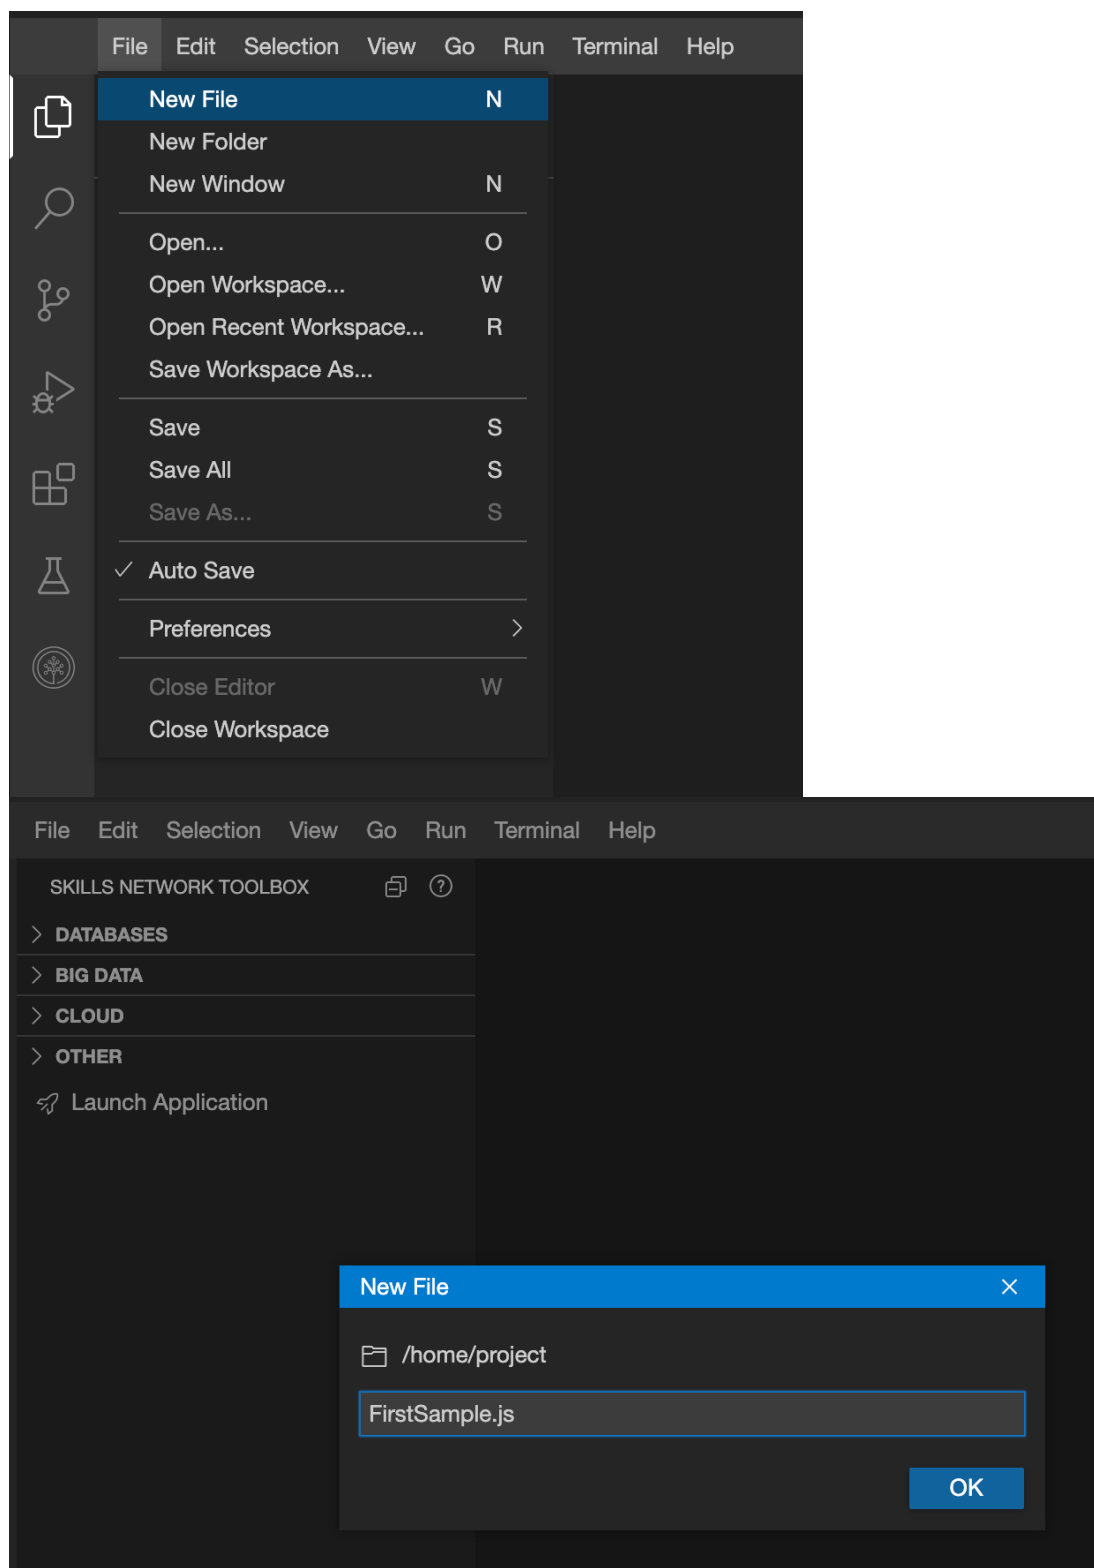 File Edit Selection View Go Run Terminal Help
New File N
New Folder
New Window N
Open... O
Open Workspace... W
Open Recent Workspace... R
Save Workspace As...
Save S
Save All S
Save As... S
Auto Save
Preferences
Close Editor W
Close Workspace
File Edit Selection View Go Run Terminal Help
SKILLS NETWORK TOOLBOX
DATABASES
BIG DATA
CLOUD
OTHER
Launch Application
New File
/home/project
FirstSample.js
OK